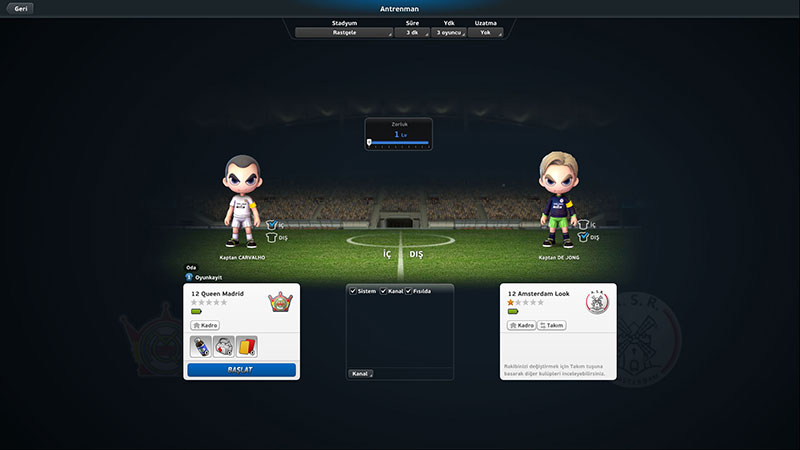 Geri
Antrenman
Stadyum Süre Ydk Uzatma
Rastgele 3 dk 3 oyuncu Yok
Zorluk
1 Lv
İÇ
DIŞ
Kaptan CARVALHO
İÇ
DIŞ
Kaptan DE JONG
İÇ DIŞ
Oda
Oyunkayit
12 Queen Madrid
Kadro
BAŞLAT
Sistem Kanal Fısılda
Kanal
12 Amsterdam Look
Kadro Takım
Rakibinizi değiştirmek için Takım tuşuna
basarak diğer kulüpleri inceleyebilirsiniz.
A.S.R.